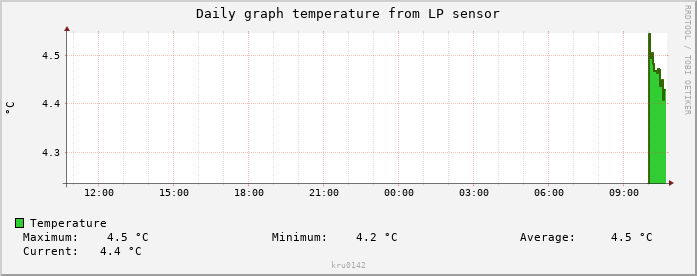 Daily graph temperature from LP sensor
RRDTOOL / TOBI OETIKER
°C
4.5
4.4
4.3
12:00 15:00 18:00 21:00 00:00 03:00 06:00 09:00
Temperature
Maximum: 4.5 °C Minimum: 4.2 °C Average: 4.5 °C
Current: 4.4 °C
kru0142